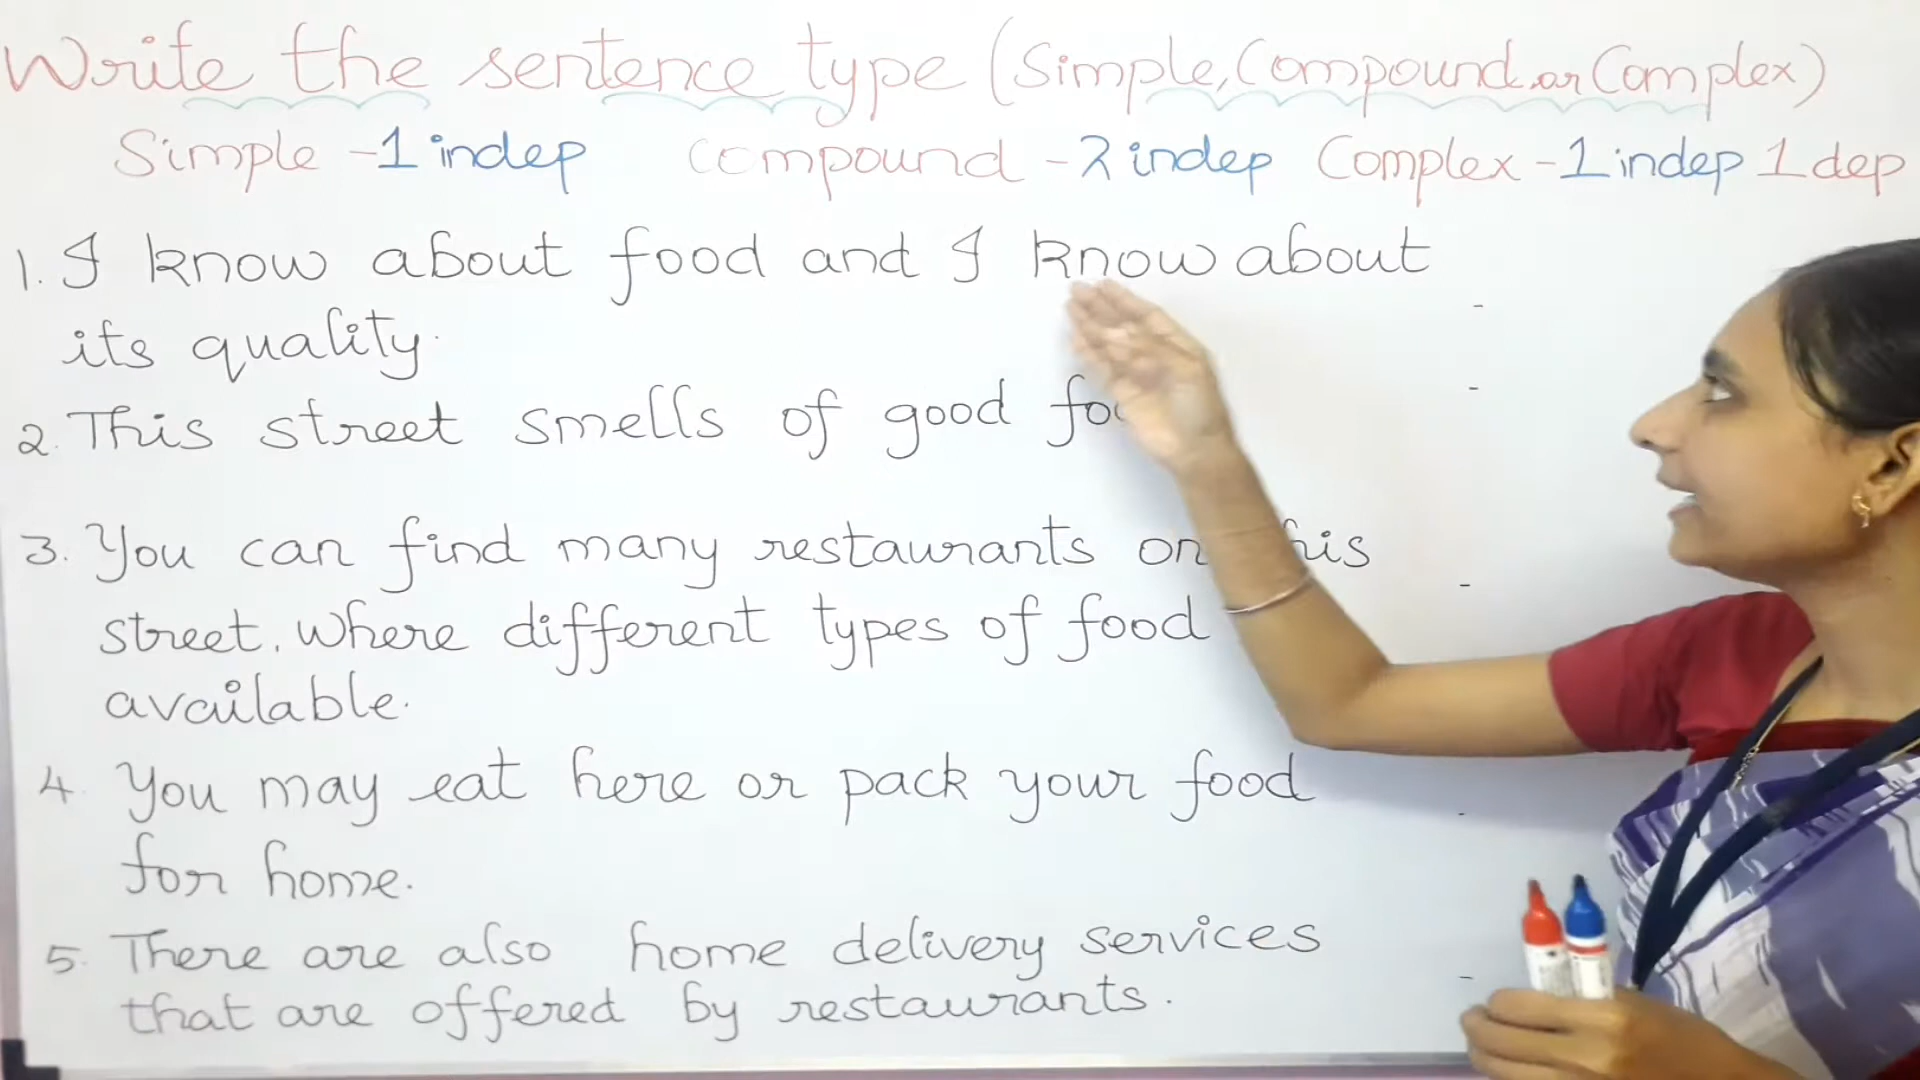 Write the sentence type (Simple, Compound or Complex)
Simple - 1 indep Compound - 2 indep Complex - 1 indep 1 dep
1. I know about food and I know about
its quality.
2. This street smells of good
3. You can find many restaurants on
street. where different types of food
available.
4. You may eat here or pack your food
for home.
5. There are also home delivery services
that are offered by restaurants.